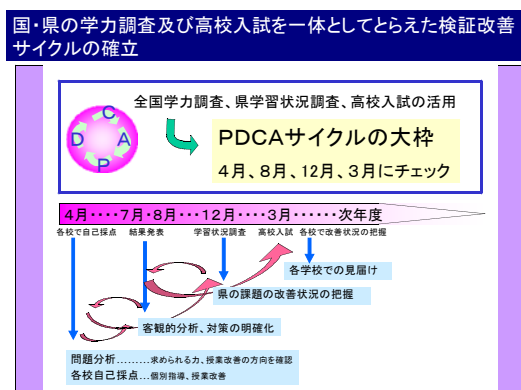 国・県の学力調査及び高校入試を一体としてとらえた検証改善
サイクルの確立
全国学力調査、県学習状況調査、高校入試の活用
C
D A
P
PDCAサイクルの大枠
4月、8月、12月、3月にチェック
4月・・・・7月・8月・・・12月・・・・3月・・・・・・次年度
各校で自己採点 結果発表 学習状況調査 高校入試 各校で改善状況の把握
各学校での見届け
県の課題の改善状況の把握
客観的分析、対策の明確化
問題分析………求められる力、授業改善の方向を確認
各校自己採点…個別指導、授業改善